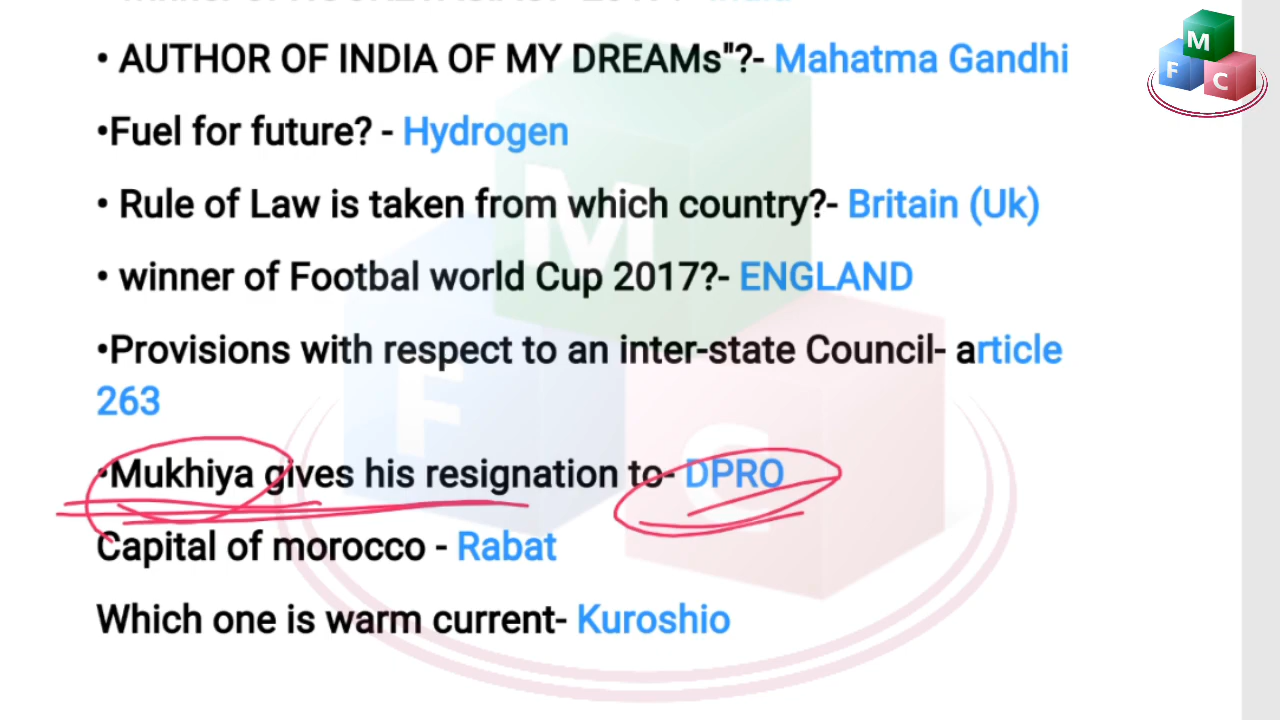 • AUTHOR OF INDIA OF MY DREAMs"?- Mahatma Gandhi
•Fuel for future? - Hydrogen
• Rule of Law is taken from which country?- Britain (Uk)
• winner of Footbal world Cup 2017?- ENGLAND
•Provisions with respect to an inter-state Council- article
263
•Mukhiya gives his resignation to- DPRO
Capital of morocco - Rabat
Which one is warm current- Kuroshio
M
F
C
M
F
C